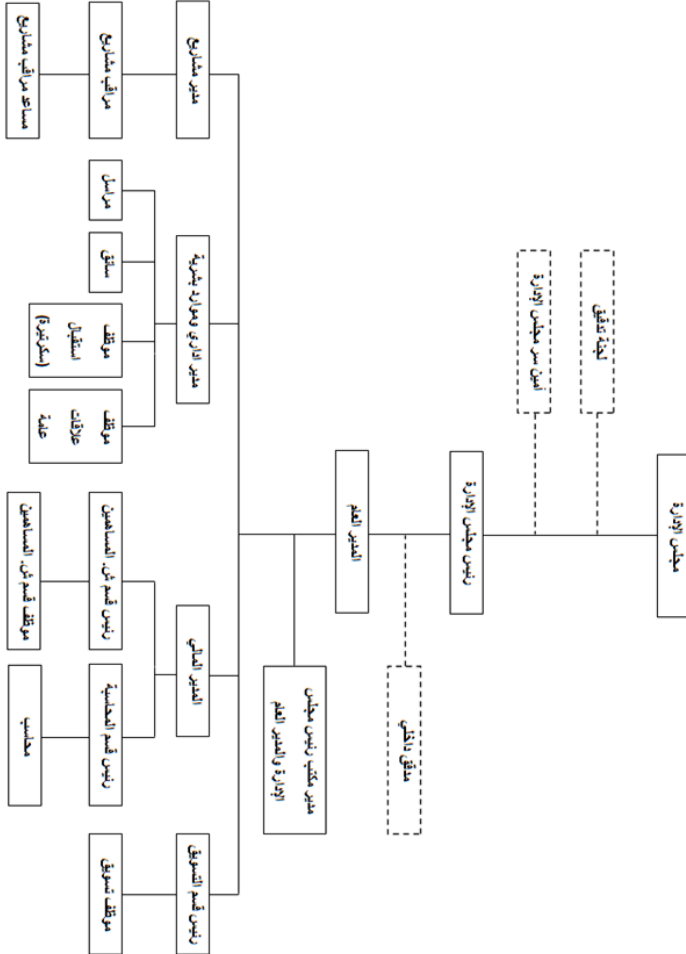 مجلس الإدارة
لجنة تدقيق
أمين سر مجلس الإدارة
رئيس مجلس الإدارة
مدقق داخلي
المدير العام
مدير مكتب رئيس مجلس
الإدارة والمدير العام
رئيس قسم التسويق
المدير المالي
مدير اداري وموارد بشرية
مدير مشاريع
موظف تسويق
رئيس قسم المحاسبة
رئيس قسم ش. المساهمين
موظف
علاقات
عامة
موظف
استقبال
(سكرتيرة)
سائق
مراسل
مراقب مشاريع
محاسب
موظف قسم ش. المساهمين
مساعد مراقب مشاريع